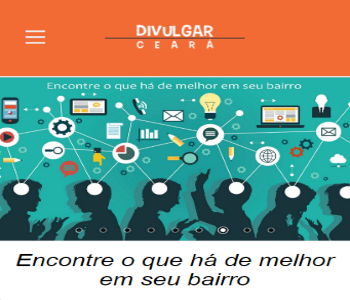 DIVULGAR
CEARÁ
Encontre o que há de melhor em seu bairro
Encontre o que há de melhor
em seu bairro